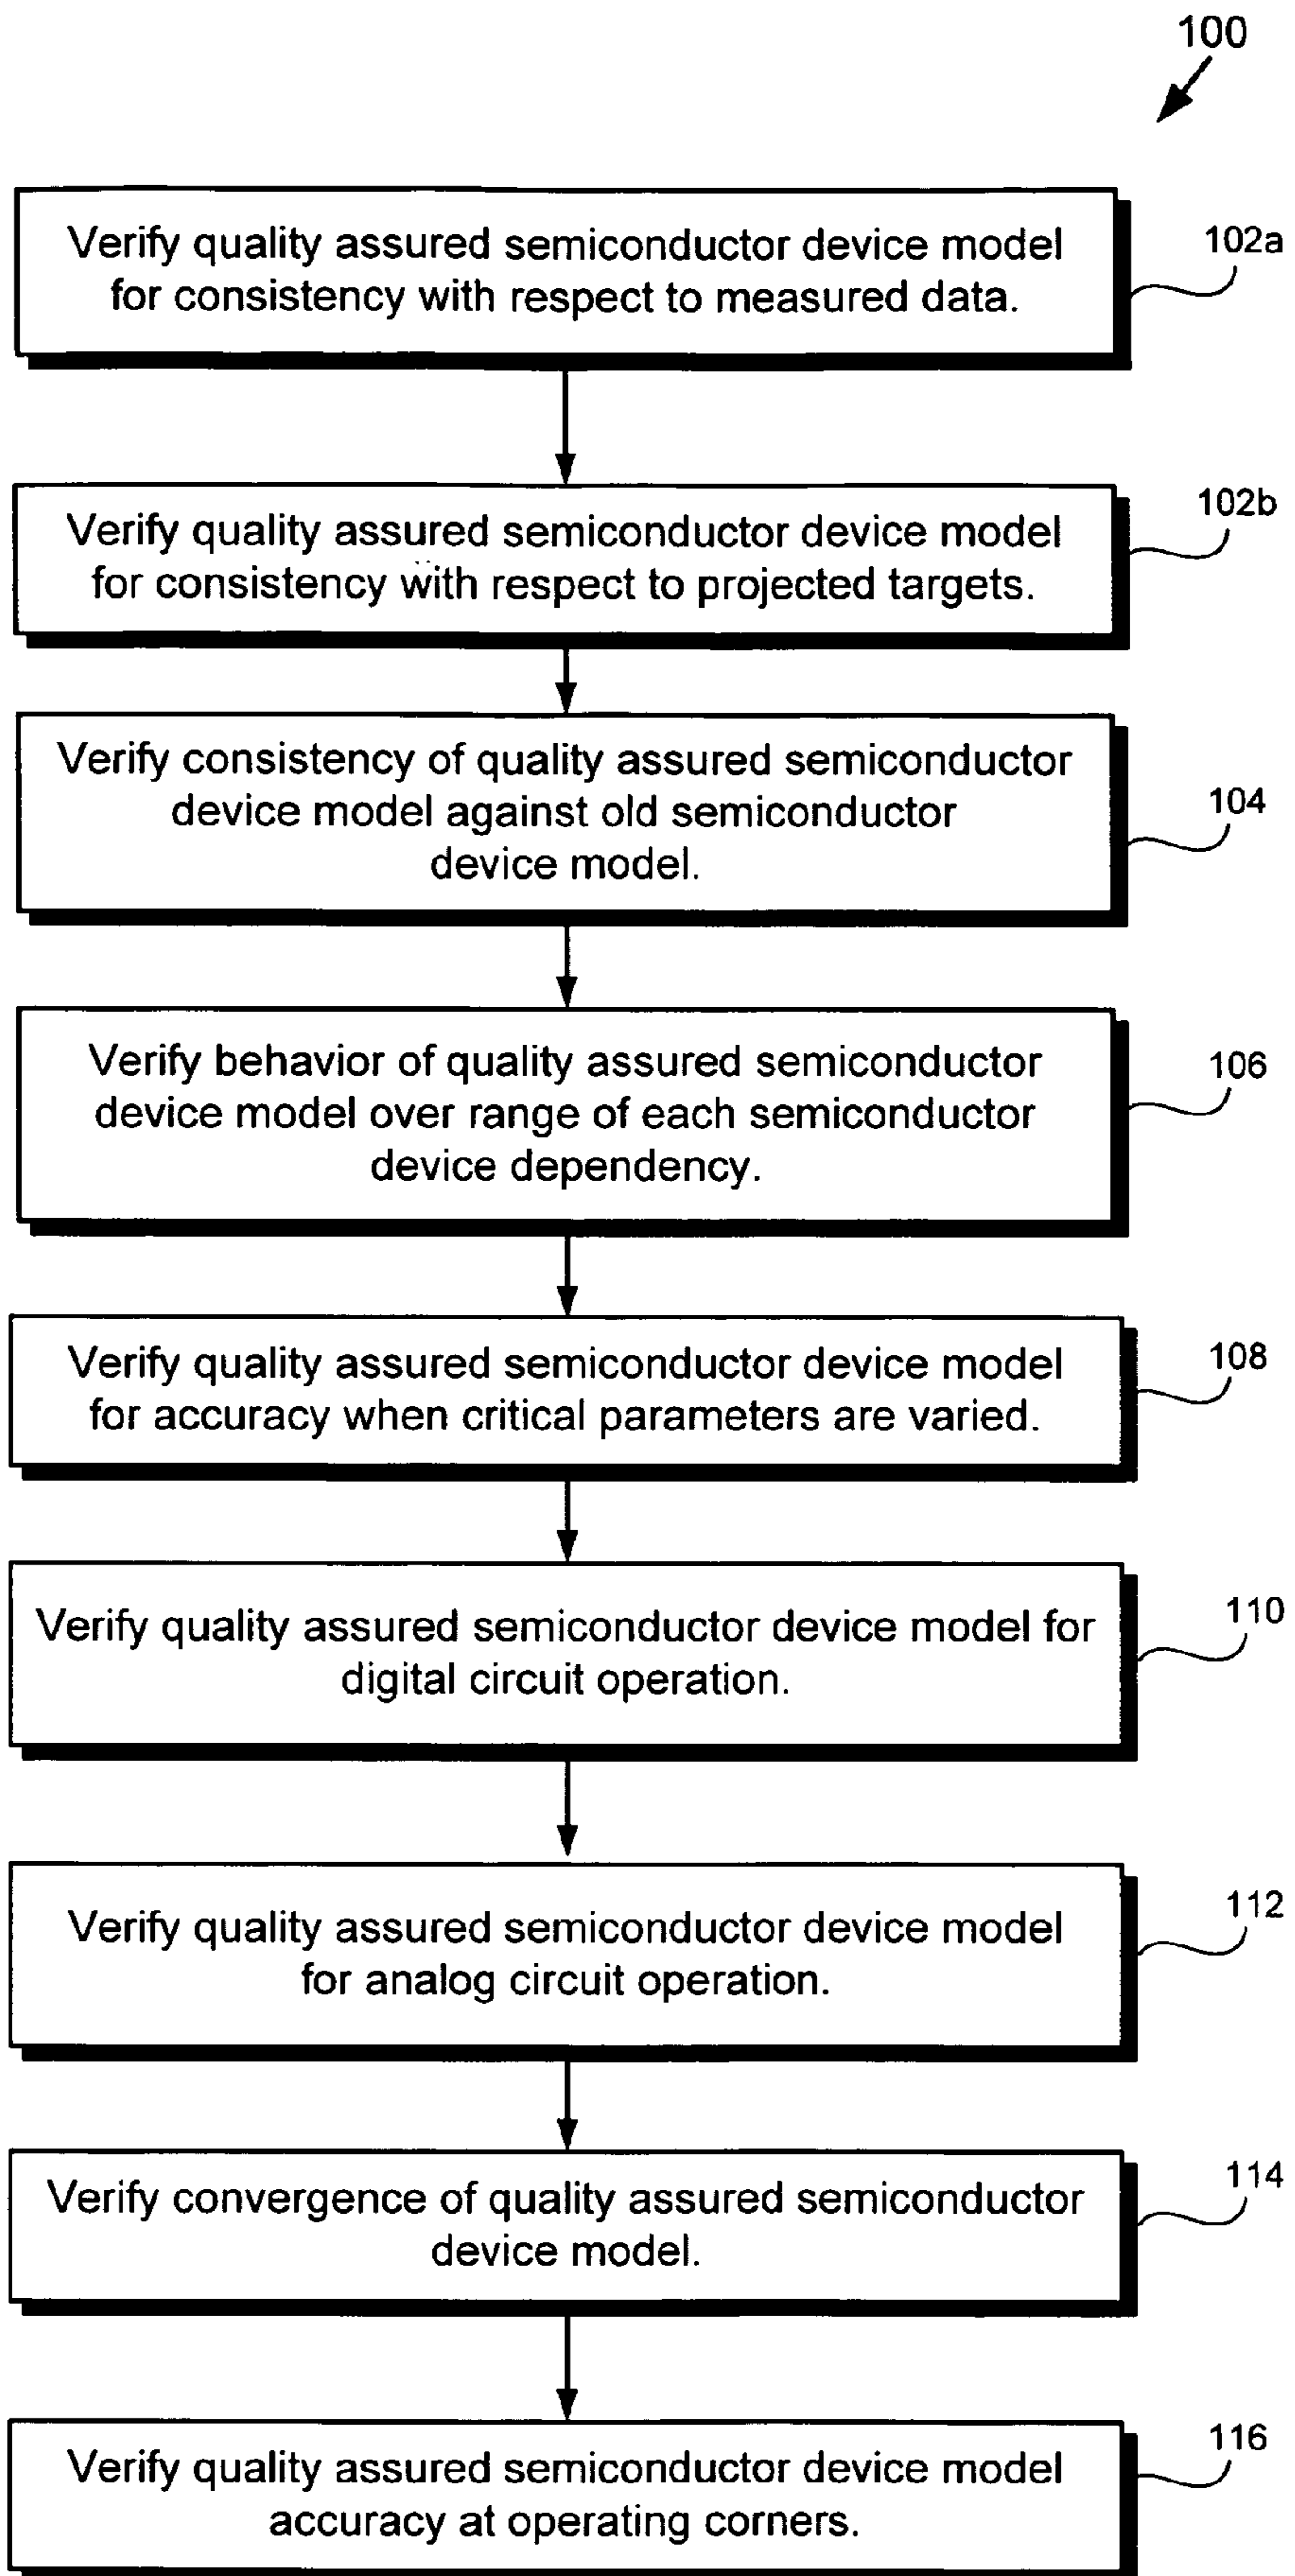 100
Verify quality assured semiconductor device model
for consistency with respect to measured data.
102a
Verify quality assured semiconductor device model
for consistency with respect to projected targets.
102b
Verify consistency of quality assured semiconductor
device model against old semiconductor
device model.
104
Verify behavior of quality assured semiconductor
device model over range of each semiconductor
device dependency.
106
Verify quality assured semiconductor device model
for accuracy when critical parameters are varied.
108
Verify quality assured semiconductor device model for
digital circuit operation.
110
Verify quality assured semiconductor device model
for analog circuit operation.
112
Verify convergence of quality assured semiconductor
device model.
114
Verify quality assured semiconductor device model
accuracy at operating corners.
116